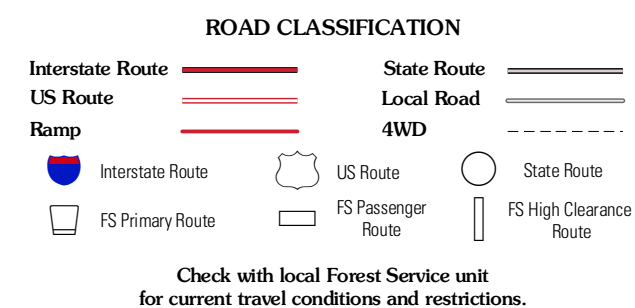 ROAD CLASSIFICATION
Interstate Route
State Route
US Route
Local Road
Ramp
4WD
Interstate Route
US Route
State Route
FS Primary Route
FS Passenger
Route
FS High Clearance
Route
Check with local Forest Service unit
for current travel conditions and restrictions.